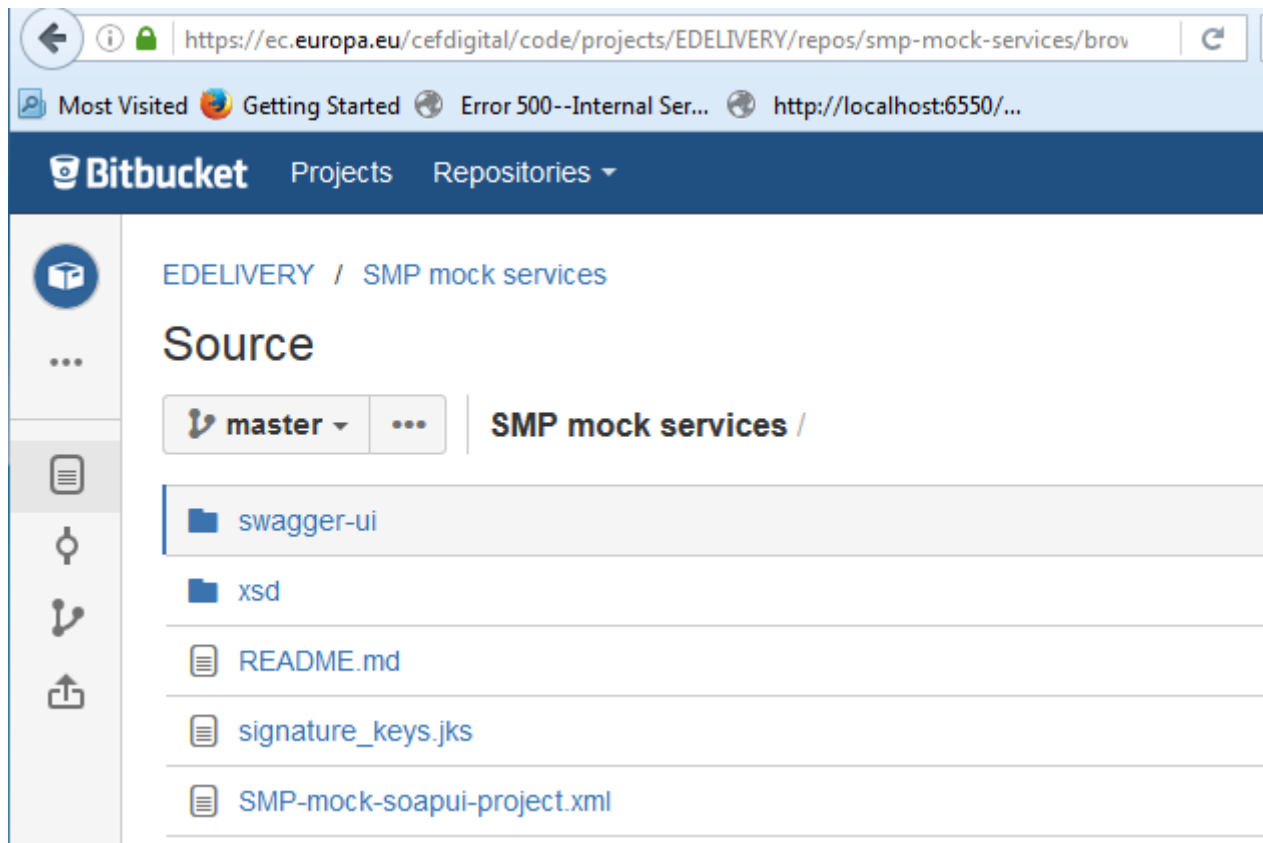 https://ec.europa.eu/cefdigital/code/projects/EDELIVERY/repos/smp-mock-services/brov
Most Visited Getting Started Error 500--Internal Ser... http://localhost:6550/...
Bitbucket Projects Repositories
EDELIVERY / SMP mock services
Source
master ... SMP mock services /
swagger-ui
xsd
README.md
signature_keys.jks
SMP-mock-soapui-project.xml